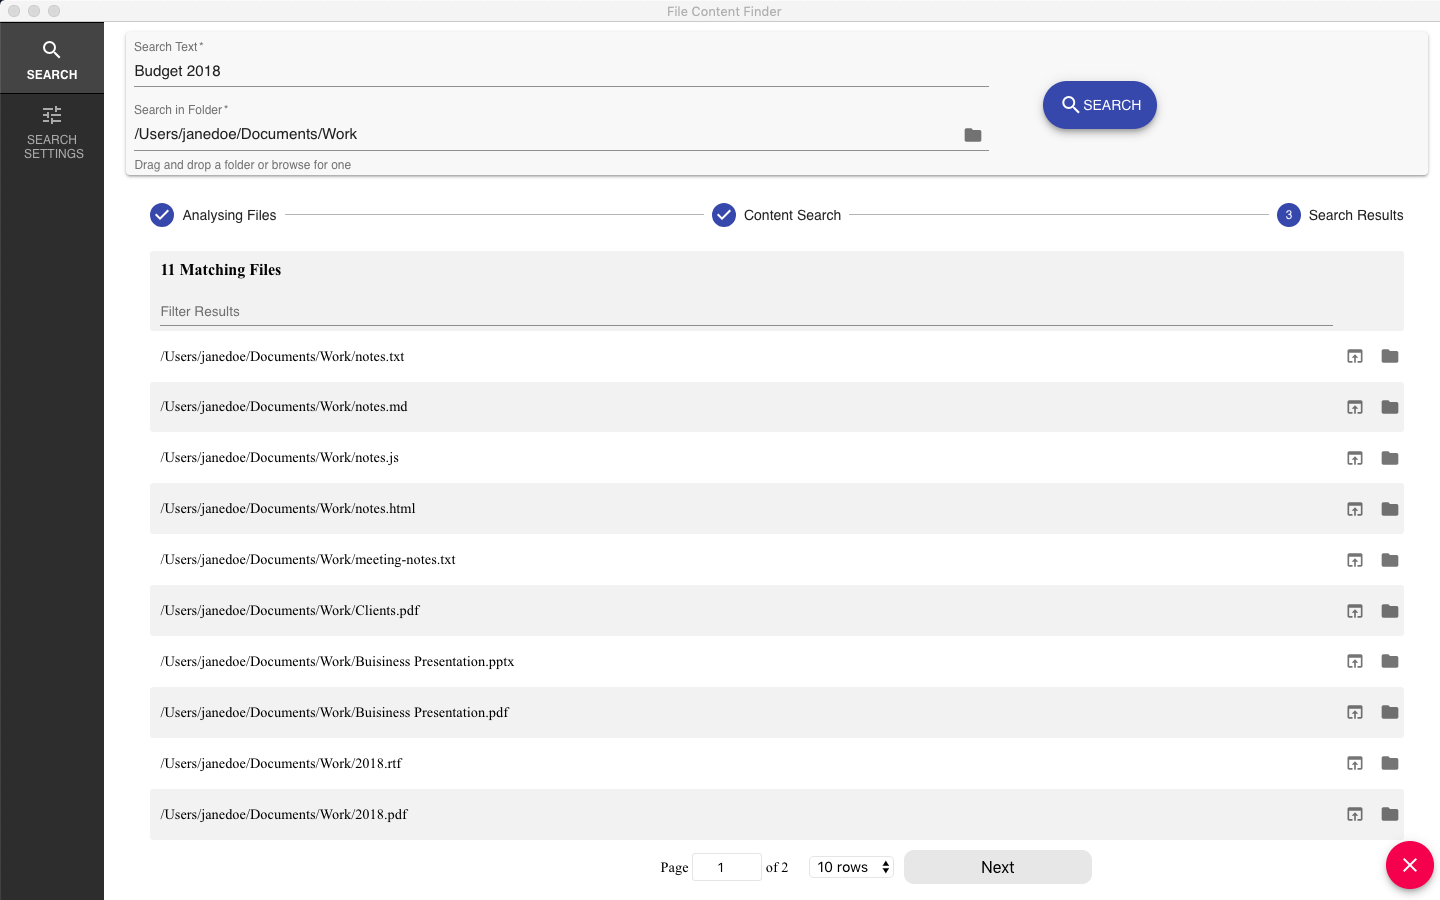 File Content Finder
SEARCH
SEARCH
SETTINGS
Search Text *
Budget 2018
Search in Folder *
/Users/janedoe/Documents/Work
Drag and drop a folder or browse for one
SEARCH
Analysing Files
Content Search
3 Search Results
11 Matching Files
Filter Results
/Users/janedoe/Documents/Work/notes.txt
/Users/janedoe/Documents/Work/notes.md
/Users/janedoe/Documents/Work/notes.js
/Users/janedoe/Documents/Work/notes.html
/Users/janedoe/Documents/Work/meeting-notes.txt
/Users/janedoe/Documents/Work/Clients.pdf
/Users/janedoe/Documents/Work/Buisiness Presentation.pptx
/Users/janedoe/Documents/Work/Buisiness Presentation.pdf
/Users/janedoe/Documents/Work/2018.rtf
/Users/janedoe/Documents/Work/2018.pdf
Page 1 of 2 10 rows Next